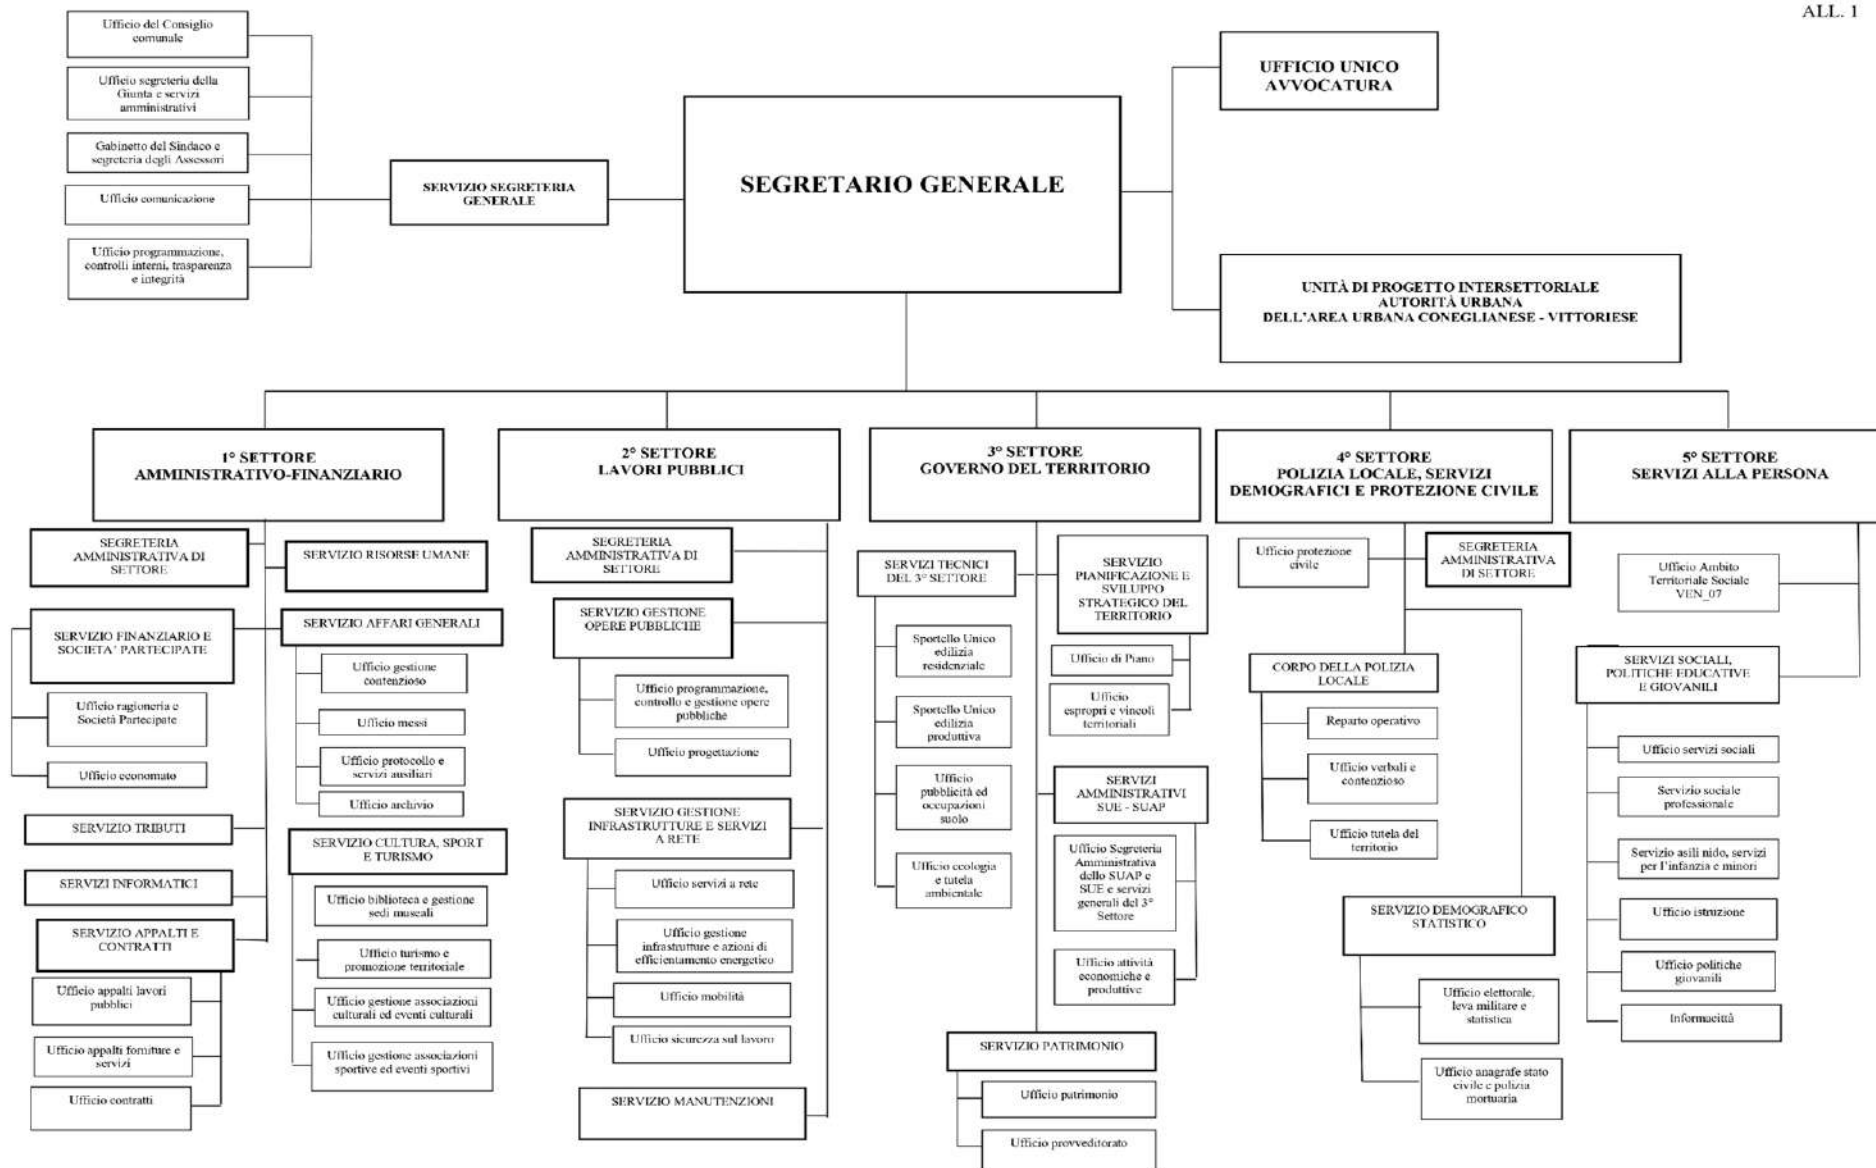 ALL. 1
Ufficio del Consiglio
comunale
Ufficio segreteria della
Giunta e servizi
amministrativi
Gabinetto del Sindaco e
segreteria degli Assessori
Ufficio comunicazione
Ufficio programmazione,
controlli interni, trasparenza
e integrità
SERVIZIO SEGRETERIA
GENERALE
SEGRETARIO GENERALE
UFFICIO UNICO
AVVOCATURA
UNITÀ DI PROGETTO INTERSETTORIALE
AUTORITÀ URBANA
DELL'AREA URBANA CONEGLIANESE - VITTORIESE
1° SETTORE
AMMINISTRATIVO-FINANZIARIO
SEGRETERIA
AMMINISTRATIVA DI
SETTORE
SERVIZIO RISORSE UMANE
SERVIZIO FINANZIARIO E
SOCIETA' PARTECIPATE
Ufficio ragioneria e
Società Partecipate
Ufficio economato
SERVIZIO AFFARI GENERALI
Ufficio gestione
contenzioso
Ufficio messi
Ufficio protocollo e
servizi ausiliari
Ufficio archivio
SERVIZIO TRIBUTI
SERVIZI INFORMATICI
SERVIZIO CULTURA, SPORT
E TURISMO
Ufficio biblioteca e gestione
sedi museali
Ufficio turismo e
promozione territoriale
Ufficio gestione associazioni
culturali ed eventi culturali
Ufficio gestione associazioni
sportive ed eventi sportivi
SERVIZIO APPALTI E
CONTRATTI
Ufficio appalti lavori
pubblici
Ufficio appalti forniture e
servizi
Ufficio contratti
2° SETTORE
LAVORI PUBBLICI
SEGRETERIA
AMMINISTRATIVA DI
SETTORE
SERVIZIO GESTIONE
OPERE PUBBLICHE
Ufficio programmazione,
controllo e gestione opere
pubbliche
Ufficio progettazione
SERVIZIO GESTIONE
INFRASTRUTTURE E SERVIZI
A RETE
Ufficio servizi a rete
Ufficio gestione
infrastrutture e azioni di
efficientamento energetico
Ufficio mobilità
Ufficio sicurezza sul lavoro
SERVIZIO MANUTENZIONI
3° SETTORE
GOVERNO DEL TERRITORIO
SERVIZI TECNICI
DEL 3° SETTORE
Sportello Unico
edilizia
residenziale
Sportello Unico
edilizia
produttiva
Ufficio
pubblicità ed
occupazioni
suolo
Ufficio ecologia
e tutela
ambientale
SERVIZIO
PIANIFICAZIONE E
SVILUPPO
STRATEGICO DEL
TERRITORIO
Ufficio di Piano
Ufficio
espropri e vincoli
territoriali
SERVIZI
AMMINISTRATIVI
SUE - SUAP
Ufficio Segreteria
Amministrativa
dello SUAP e
SUE e servizi
generali del 3°
Settore
Ufficio attività
economiche e
produttive
SERVIZIO PATRIMONIO
Ufficio patrimonio
Ufficio provveditorato
4° SETTORE
POLIZIA LOCALE, SERVIZI
DEMOGRAFICI E PROTEZIONE CIVILE
Ufficio protezione
civile
SEGRETERIA
AMMINISTRATIVA
DI SETTORE
CORPO DELLA POLIZIA
LOCALE
Reparto operativo
Ufficio verbali e
contenzioso
Ufficio tutela del
territorio
SERVIZIO DEMOGRAFICO
STATISTICO
Ufficio elettorale,
leva militare e
statistica
Ufficio anagrafe stato
civile e polizia
mortuaria
5° SETTORE
SERVIZI ALLA PERSONA
Ufficio Ambito
Territoriale Sociale
VEN_07
SERVIZI SOCIALI,
POLITICHE EDUCATIVE
E GIOVANILI
Ufficio servizi sociali
Servizio sociale
professionale
Servizio asili nido, servizi
per l'infanzia e minori
Ufficio istruzione
Ufficio politiche
giovanili
Informacittà